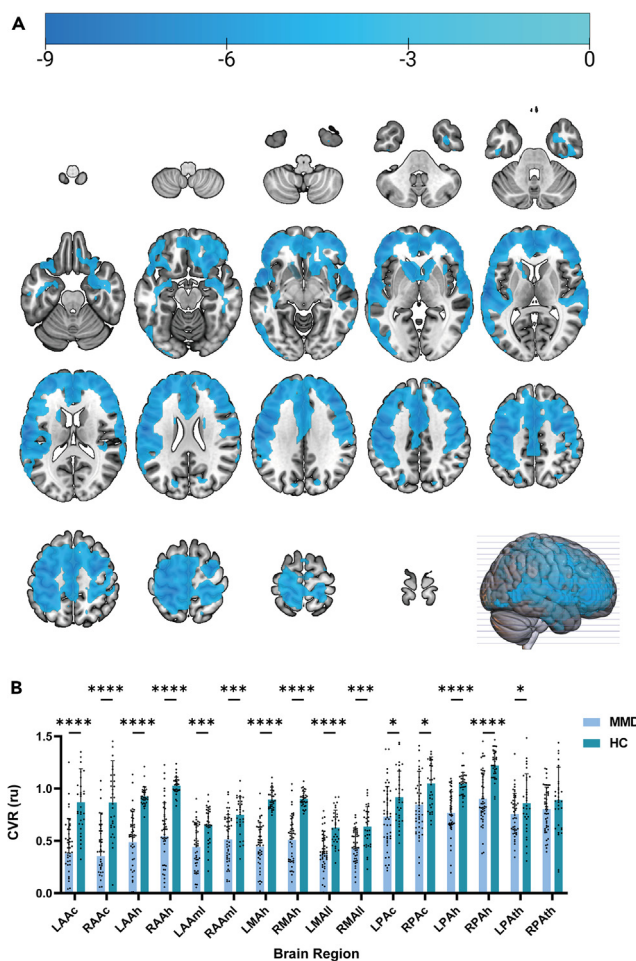 A
-9 -6 -3 0
B
**** **** *** **** *** ****
**** **** *** **** **** * * **** *
MMD
HC
CVR (ru)
1.5
1.0
0.5
0.0
LAAc RAAc LAAh RAAh LAAml RAAml LMAh RMAh LMAll RMAll LPAc RPAc LPAh RPAh LPAth RPAth
Brain Region